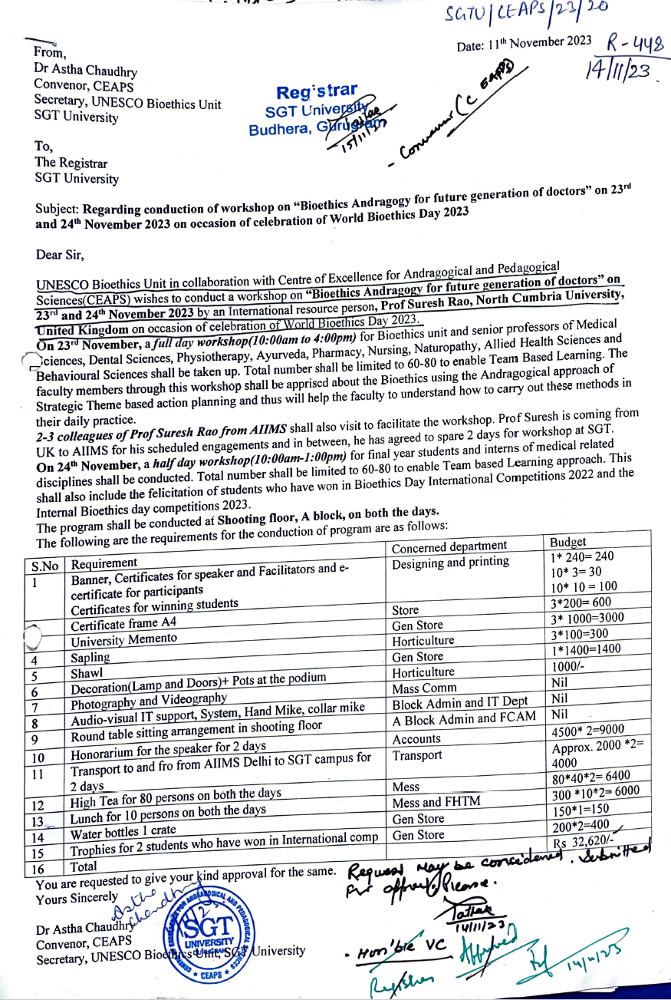 SGTU/CEAPS/23/20
Date: 11th November 2023
R-448
14/11/23
From,
Dr Astha Chaudhry
Convenor, CEAPS
Secretary, UNESCO Bioethics Unit
SGT University
Registrar
SGT University
Budhera, Gurugram
15/11/23
- Convenor (CEAPS)
To,
The Registrar
SGT University
Subject: Regarding conduction of workshop on “Bioethics Andragogy for future generation of doctors” on 23rd
and 24th November 2023 on occasion of celebration of World Bioethics Day 2023
Dear Sir,
UNESCO Bioethics Unit in collaboration with Centre of Excellence for Andragogical and Pedagogical
Sciences(CEAPS) wishes to conduct a workshop on “Bioethics Andragogy for future generation of doctors” on
23rd and 24th November 2023 by an International resource person, Prof Suresh Rao, North Cumbria University,
United Kingdom on occasion of celebration of World Bioethics Day 2023.
On 23rd November, a full day workshop(10:00am to 4:00pm) for Bioethics unit and senior professors of Medical
Sciences, Dental Sciences, Physiotherapy, Ayurveda, Pharmacy, Nursing, Naturopathy, Allied Health Sciences and
Behavioural Sciences shall be taken up. Total number shall be limited to 60-80 to enable Team Based Learning. The
faculty members through this workshop shall be apprised about the Bioethics using the Andragogical approach of
Strategic Theme based action planning and thus will help the faculty to understand how to carry out these methods in
their daily practice.
2-3 colleagues of Prof Suresh Rao from AIIMS shall also visit to facilitate the workshop. Prof Suresh is coming from
UK to AIIMS for his scheduled engagements and in between, he has agreed to spare 2 days for workshop at SGT.
On 24th November, a half day workshop(10:00am-1:00pm) for final year students and interns of medical related
disciplines shall be conducted. Total number shall be limited to 60-80 to enable Team based Learning approach. This
shall also include the felicitation of students who have won in Bioethics Day International Competitions 2022 and the
Internal Bioethics day competitions 2023.
The program shall be conducted at Shooting floor, A block, on both the days.
The following are the requirements for the conduction of program are as follows:
S.No Requirement Concerned department Budget
1 Banner, Certificates for speaker and Facilitators and e- Designing and printing 1* 240= 240
certificate for participants 10* 3= 30
Certificates for winning students 10* 10 = 100
Certificate frame A4 Store 3*200= 600
University Memento Gen Store 3* 1000=3000
4 Sapling Horticulture 3*100=300
5 Shawl Gen Store 1*1400=1400
6 Decoration(Lamp and Doors)+ Pots at the podium Horticulture 1000/-
7 Photography and Videography Mass Comm Nil
8 Audio-visual IT support, System, Hand Mike, collar mike Block Admin and IT Dept Nil
9 Round table sitting arrangement in shooting floor A Block Admin and FCAM Nil
10 Honorarium for the speaker for 2 days Accounts 4500* 2=9000
11 Transport to and fro from AIIMS Delhi to SGT campus for Transport Approx. 2000 *2=
2 days 4000
12 High Tea for 80 persons on both the days Mess 80*40*2= 6400
13 Lunch for 10 persons on both the days Mess and FHTM 300 *10*2= 6000
14 Water bottles 1 crate Gen Store 150*1=150
15 Trophies for 2 students who have won in International comp Gen Store 200*2=400
16 Total Rs 32,620/-
You are requested to give your kind approval for the same.
Request may be considered. Submitted
for approval Please.
Yours Sincerely
Astha
Chaudhry
14/11/23
Dr Astha Chaudhry
Convenor, CEAPS
Secretary, UNESCO Bioethics Unit, SGT University
SGT
UNIVERSITY
CEAPS
- Hon'ble VC
Approved
14/11/23
Registrar